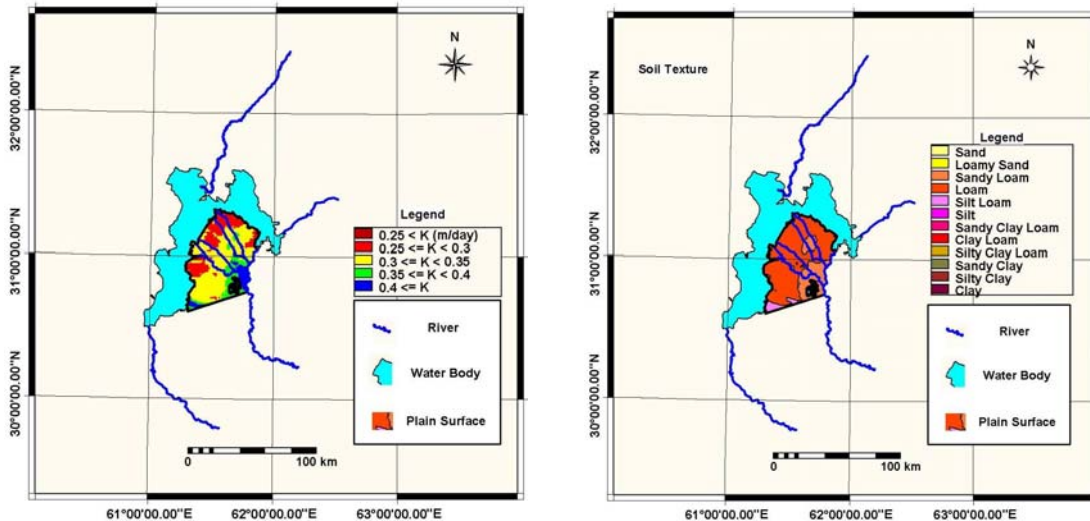 N
32°00'00.00"N
31°00'00.00"N
30°00'00.00"N
Legend
0.25 < K (m/day)
0.25 <= K < 0.3
0.3 <= K < 0.35
0.35 <= K < 0.4
0.4 <= K
River
Water Body
Plain Surface
0 100 km
61°00'00.00"E 62°00'00.00"E 63°00'00.00"E
Soil Texture
N
32°00'00.00"N
31°00'00.00"N
30°00'00.00"N
Legend
Sand
Loamy Sand
Sandy Loam
Loam
Silt Loam
Silt
Sandy Clay Loam
Clay Loam
Silty Clay Loam
Sandy Clay
Silty Clay
Clay
River
Water Body
Plain Surface
0 100 km
61°00'00.00"E 62°00'00.00"E 63°00'00.00"E